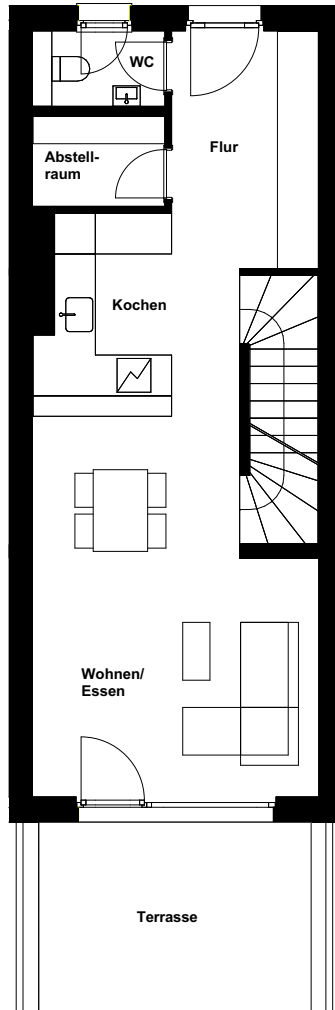 WC
Flur
Abstell-
raum
Kochen
Wohnen/
Essen
Terrasse